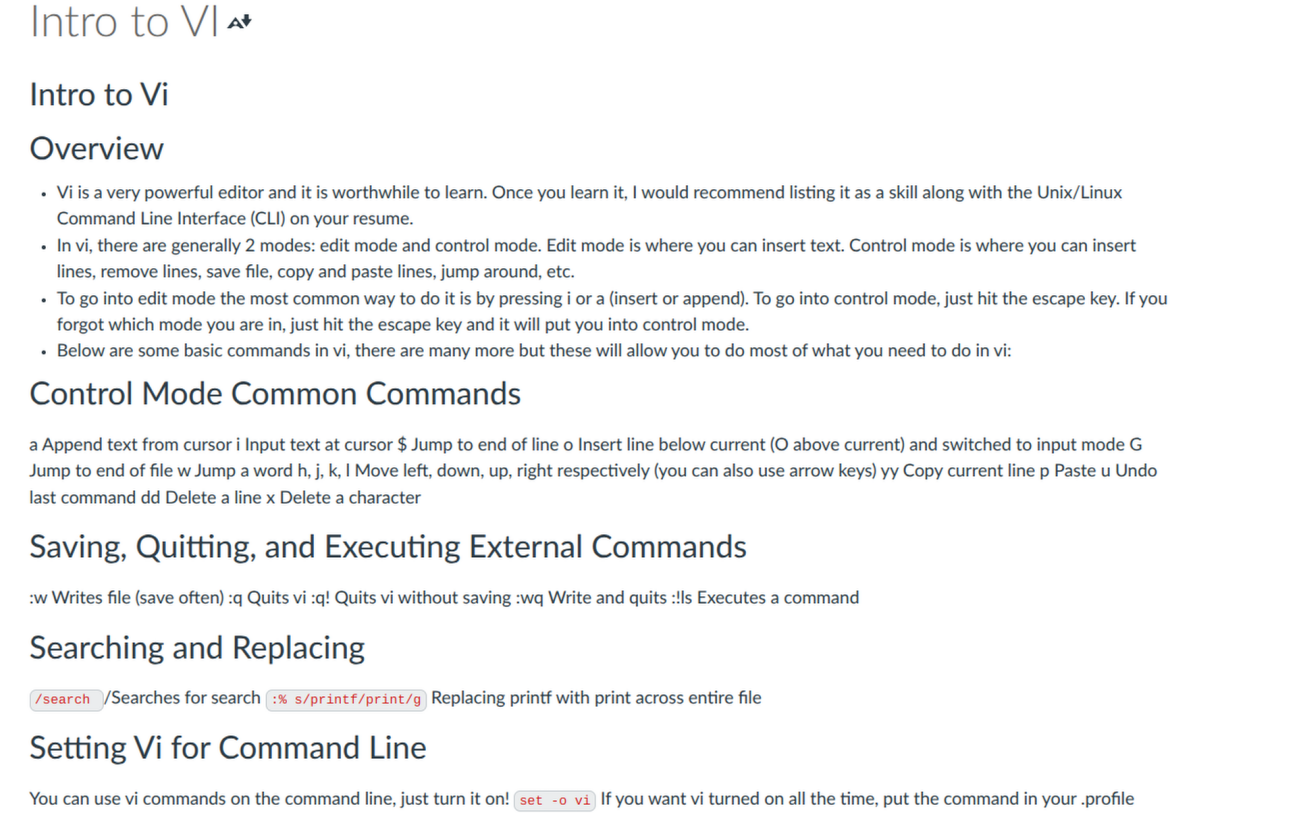 Intro to VI
Intro to Vi
Overview
• Vi is a very powerful editor and it is worthwhile to learn. Once you learn it, I would recommend listing it as a skill along with the Unix/Linux
Command Line Interface (CLI) on your resume.
• In vi, there are generally 2 modes: edit mode and control mode. Edit mode is where you can insert text. Control mode is where you can insert
lines, remove lines, save file, copy and paste lines, jump around, etc.
• To go into edit mode the most common way to do it is by pressing i or a (insert or append). To go into control mode, just hit the escape key. If you
forgot which mode you are in, just hit the escape key and it will put you into control mode.
• Below are some basic commands in vi, there are many more but these will allow you to do most of what you need to do in vi:
Control Mode Common Commands
a Append text from cursor i Input text at cursor $ Jump to end of line o Insert line below current (O above current) and switched to input mode G
Jump to end of file w Jump a word h, j, k, l Move left, down, up, right respectively (you can also use arrow keys) yy Copy current line p Paste u Undo
last command dd Delete a line x Delete a character
Saving, Quitting, and Executing External Commands
:w Writes file (save often) :q Quits vi :q! Quits vi without saving :wq Write and quits :!ls Executes a command
Searching and Replacing
/search /Searches for search :% s/printf/print/g Replacing printf with print across entire file
Setting Vi for Command Line
You can use vi commands on the command line, just turn it on! set -o vi If you want vi turned on all the time, put the command in your .profile